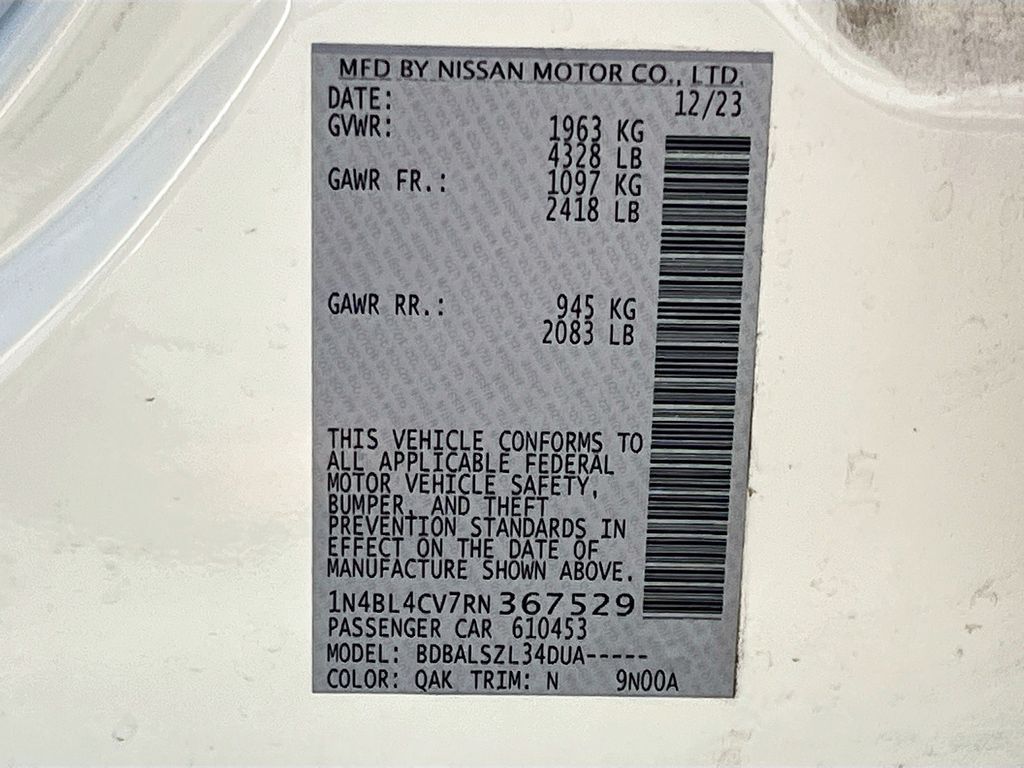 MFD BY NISSAN MOTOR CO., LTD.
DATE: 12/23
GVWR: 1963 KG
4328 LB
GAWR FR.: 1097 KG
2418 LB
GAWR RR.: 945 KG
2083 LB
THIS VEHICLE CONFORMS TO
ALL APPLICABLE FEDERAL
MOTOR VEHICLE SAFETY,
BUMPER, AND THEFT
PREVENTION STANDARDS IN
EFFECT ON THE DATE OF
MANUFACTURE SHOWN ABOVE.
1N4BL4CV7RN367529
PASSENGER CAR 610453
MODEL: BDBALSZL34DUA-----
COLOR: QAK TRIM: N 9N00A